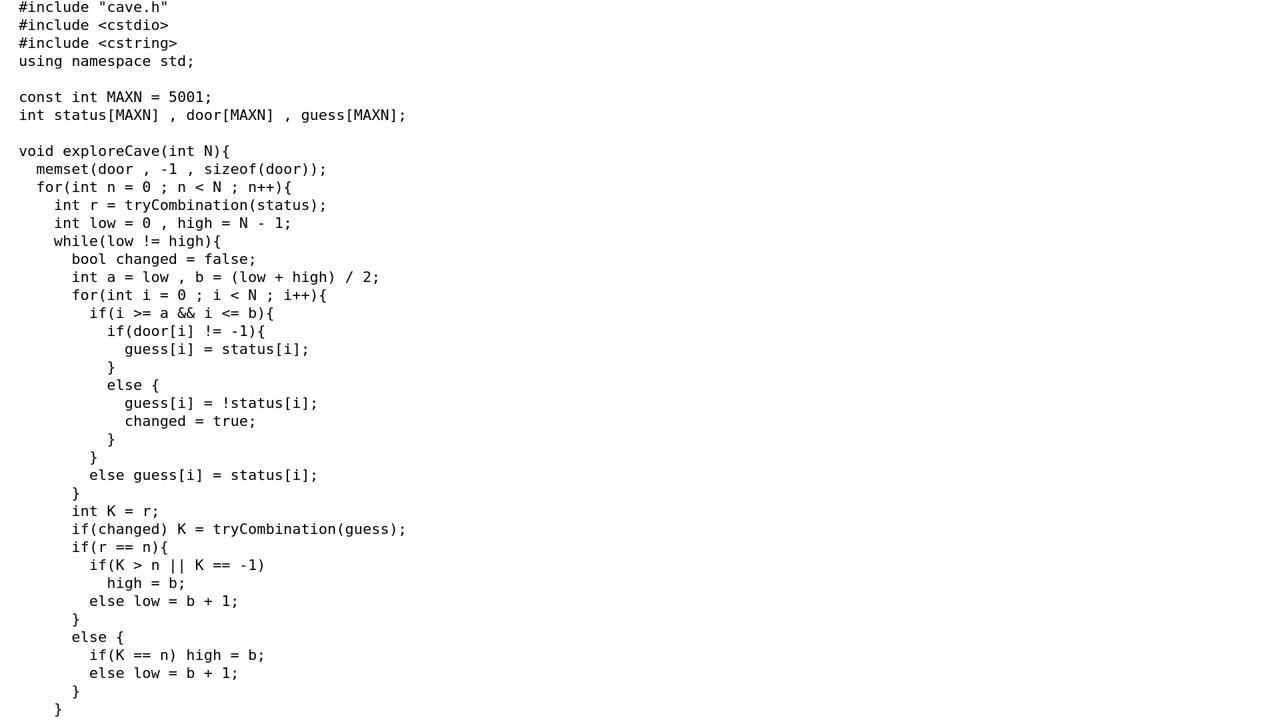 #include "cave.h"
#include <cstdio>
#include <cstring>
using namespace std;

const int MAXN = 5001;
int status[MAXN] , door[MAXN] , guess[MAXN];

void exploreCave(int N){
  memset(door , -1 , sizeof(door));
  for(int n = 0 ; n < N ; n++){
    int r = tryCombination(status);
    int low = 0 , high = N - 1;
    while(low != high){
      bool changed = false;
      int a = low , b = (low + high) / 2;
      for(int i = 0 ; i < N ; i++){
        if(i >= a && i <= b){
          if(door[i] != -1){
            guess[i] = status[i];
          }
          else {
            guess[i] = !status[i];
            changed = true;
          }
        }
        else guess[i] = status[i];
      }
      int K = r;
      if(changed) K = tryCombination(guess);
      if(r == n){
        if(K > n || K == -1)
          high = b;
        else low = b + 1;
      }
      else {
        if(K == n) high = b;
        else low = b + 1;
      }
    }